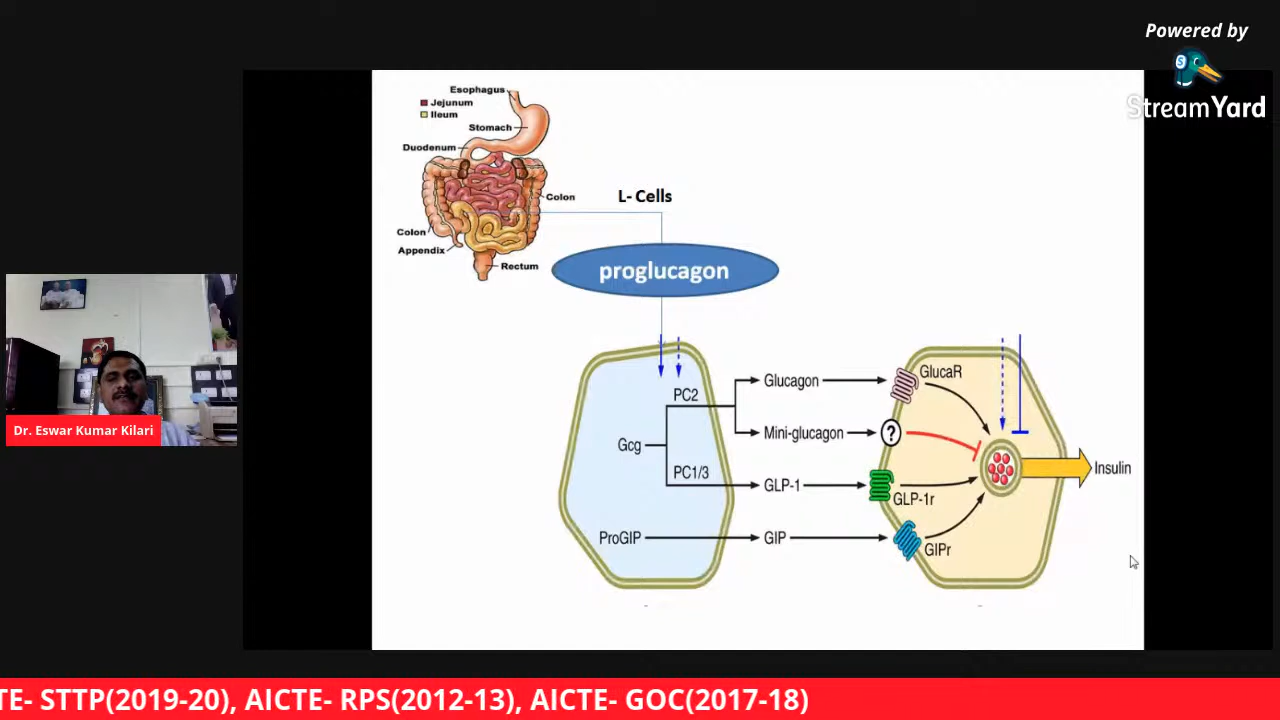 Powered by
StreamYard
Esophagus
Jejunum
Ileum
Stomach
Duodenum
Colon
L- Cells
Colon
Appendix
Rectum
proglucagon
PC2
Glucagon
GlucaR
Gcg
Mini-glucagon
?
PC1/3
GLP-1
GLP-1r
Insulin
ProGIP
GIP
GIPr
Dr. Eswar Kumar Kilari
TE- STTP(2019-20), AICTE- RPS(2012-13), AICTE- GOC(2017-18)